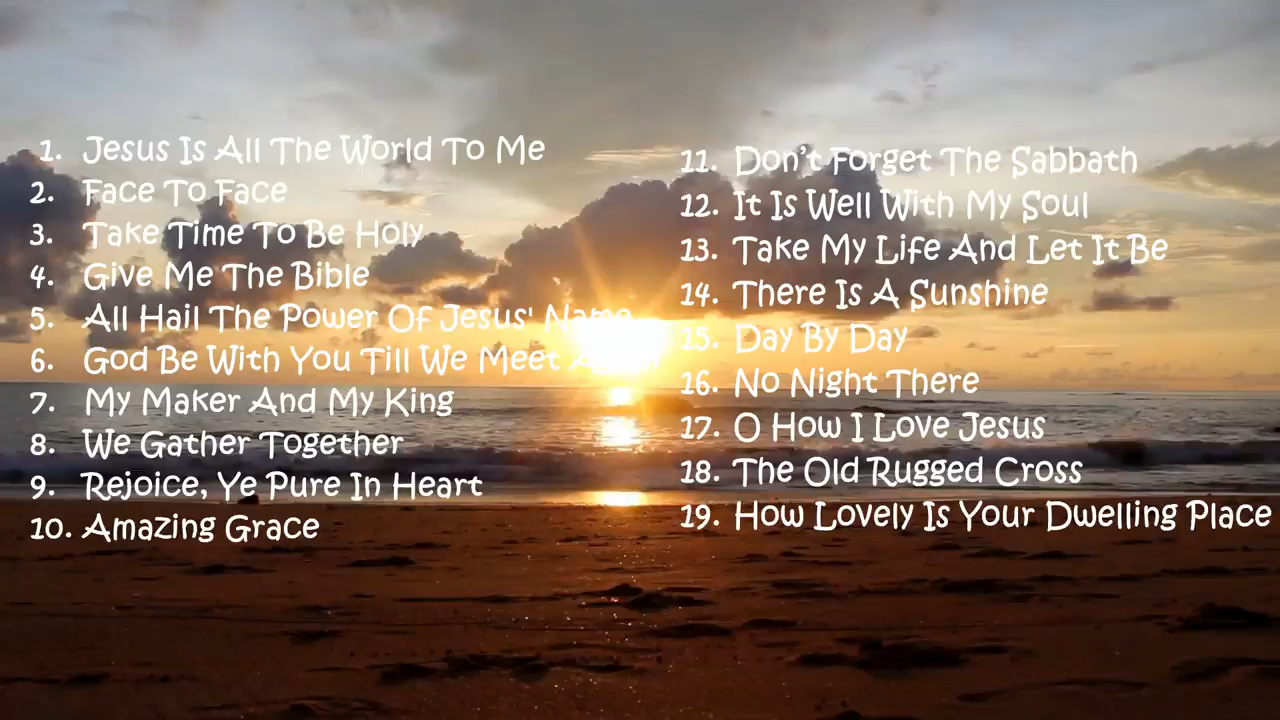 1. Jesus Is All The World To Me
2. Face To Face
3. Take Time To Be Holy
4. Give Me The Bible
5. All Hail The Power Of Jesus' Name
6. God Be With You Till We Meet Again
7. My Maker And My King
8. We Gather Together
9. Rejoice, Ye Pure In Heart
10. Amazing Grace
11. Don't Forget The Sabbath
12. It Is Well With My Soul
13. Take My Life And Let It Be
14. There Is A Sunshine
15. Day By Day
16. No Night There
17. O How I Love Jesus
18. The Old Rugged Cross
19. How Lovely Is Your Dwelling Place